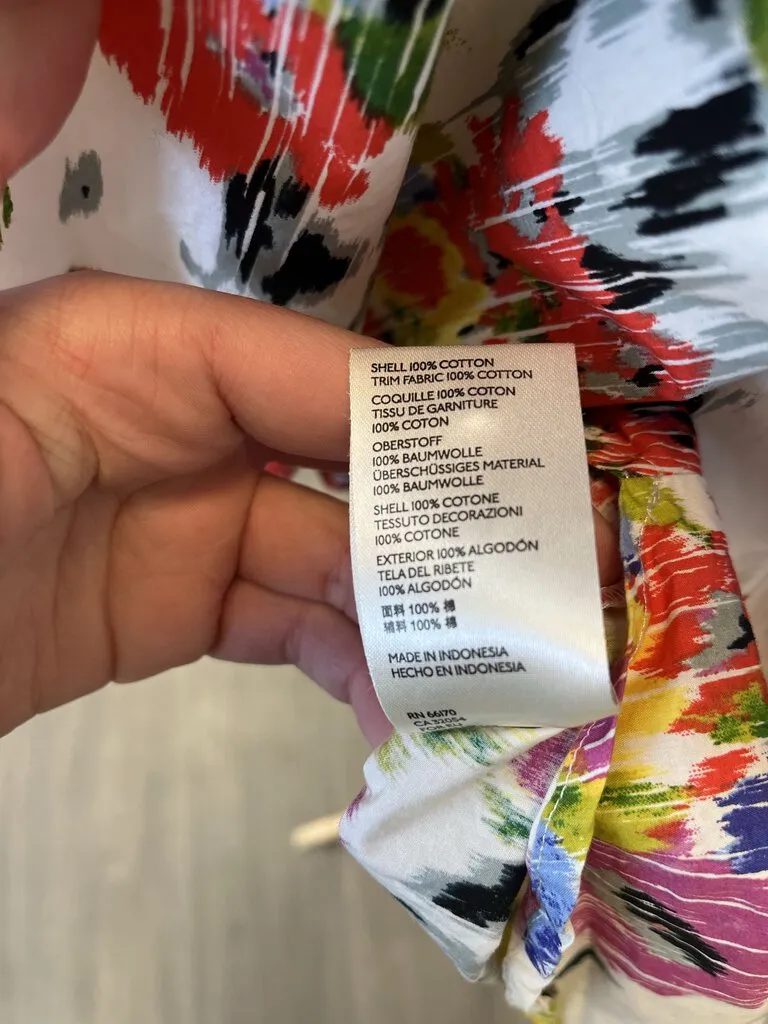 SHELL 100% COTTON
TRIM FABRIC 100% COTTON
COQUILLE 100% COTON
TISSU DE GARNITURE
100% COTON
OBERSTOFF
100% BAUMWOLLE
ÜBERSCHÜSSIGES MATERIAL
100% BAUMWOLLE
SHELL 100% COTONE
TESSUTO DECORAZIONI
100% COTONE
EXTERIOR 100% ALGODÓN
TELA DEL RIBETE
100% ALGODÓN
面料 100% 棉
辅料 100% 棉
MADE IN INDONESIA
HECHO EN INDONESIA
RN 66170
CA 32054
FOR EU